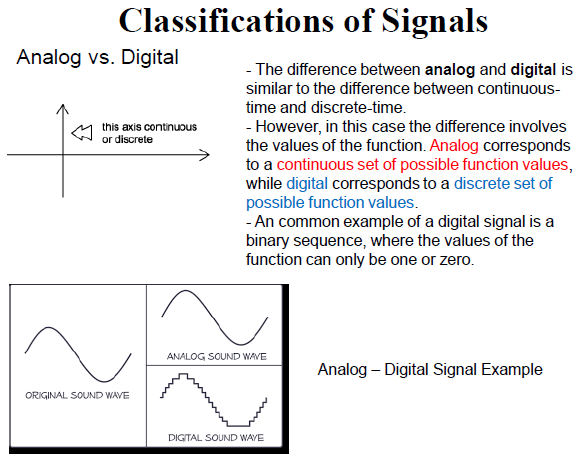 Classifications of Signals
Analog vs. Digital
this axis continuous
or discrete
- The difference between analog and digital is
similar to the difference between continuous-
time and discrete-time.
- However, in this case the difference involves
the values of the function. Analog corresponds
to a continuous set of possible function values,
while digital corresponds to a discrete set of
possible function values.
- An common example of a digital signal is a
binary sequence, where the values of the
function can only be one or zero.
ORIGINAL SOUND WAVE
ANALOG SOUND WAVE
DIGITAL SOUND WAVE
Analog – Digital Signal Example